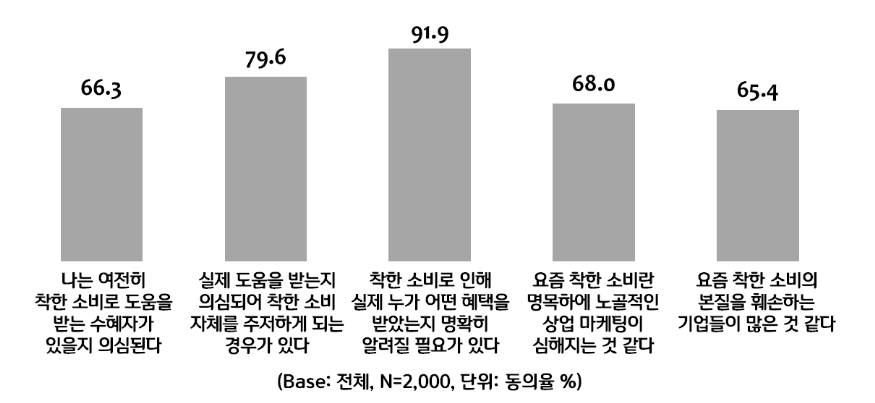 66.3
79.6
91.9
68.0
65.4
나는 여전히
착한 소비로 도움을
받는 수혜자가
있을지 의심된다
실제 도움을 받는지
의심되어 착한 소비
자체를 주저하게 되는
경우가 있다
착한 소비로 인해
실제 누가 어떤 혜택을
받았는지 명확히
알려질 필요가 있다
요즘 착한 소비란
명목하에 노골적인
상업 마케팅이
심해지는 것 같다
요즘 착한 소비의
본질을 훼손하는
기업들이 많은 것 같다
(Base: 전체, N=2,000, 단위: 동의율 %)